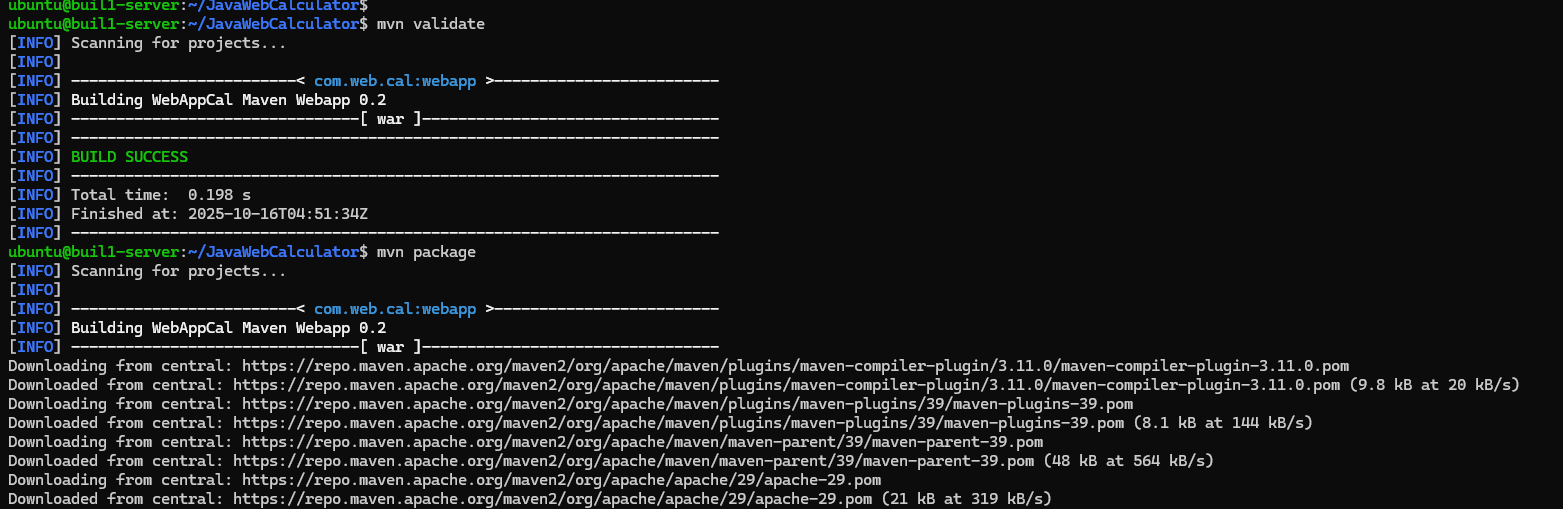 ubuntu@buil1-server:~/JavaWebCalculator$
ubuntu@buil1-server:~/JavaWebCalculator$ mvn validate
[INFO] Scanning for projects...
[INFO]
[INFO] -------------------------< com.web.cal:webapp >-------------------------
[INFO] Building WebAppCal Maven Webapp 0.2
[INFO] --------------------------------[ war ]---------------------------------
[INFO] ------------------------------------------------------------------------
[INFO] BUILD SUCCESS
[INFO] ------------------------------------------------------------------------
[INFO] Total time:  0.198 s
[INFO] Finished at: 2025-10-16T04:51:34Z
[INFO] ------------------------------------------------------------------------
ubuntu@buil1-server:~/JavaWebCalculator$ mvn package
[INFO] Scanning for projects...
[INFO]
[INFO] -------------------------< com.web.cal:webapp >-------------------------
[INFO] Building WebAppCal Maven Webapp 0.2
[INFO] --------------------------------[ war ]---------------------------------
Downloading from central: https://repo.maven.apache.org/maven2/org/apache/maven/plugins/maven-compiler-plugin/3.11.0/maven-compiler-plugin-3.11.0.pom
Downloaded from central: https://repo.maven.apache.org/maven2/org/apache/maven/plugins/maven-compiler-plugin/3.11.0/maven-compiler-plugin-3.11.0.pom (9.8 kB at 20 kB/s)
Downloading from central: https://repo.maven.apache.org/maven2/org/apache/maven/plugins/maven-plugins/39/maven-plugins-39.pom
Downloaded from central: https://repo.maven.apache.org/maven2/org/apache/maven/plugins/maven-plugins/39/maven-plugins-39.pom (8.1 kB at 144 kB/s)
Downloading from central: https://repo.maven.apache.org/maven2/org/apache/maven/maven-parent/39/maven-parent-39.pom
Downloaded from central: https://repo.maven.apache.org/maven2/org/apache/maven/maven-parent/39/maven-parent-39.pom (48 kB at 564 kB/s)
Downloading from central: https://repo.maven.apache.org/maven2/org/apache/apache/29/apache-29.pom
Downloaded from central: https://repo.maven.apache.org/maven2/org/apache/apache/29/apache-29.pom (21 kB at 319 kB/s)